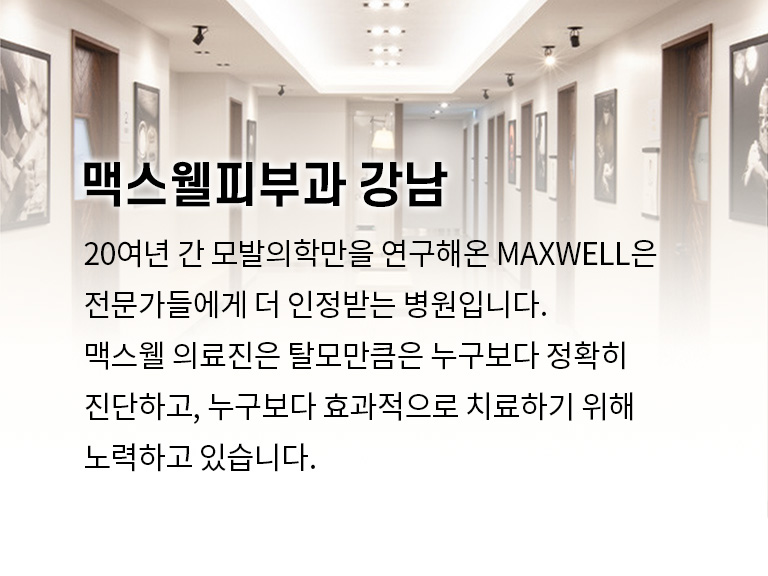 맥스웰피부과 강남
20여년 간 모발의학만을 연구해온 MAXWELL은
전문가들에게 더 인정받는 병원입니다.
맥스웰 의료진은 탈모만큼은 누구보다 정확히
진단하고, 누구보다 효과적으로 치료하기 위해
노력하고 있습니다.